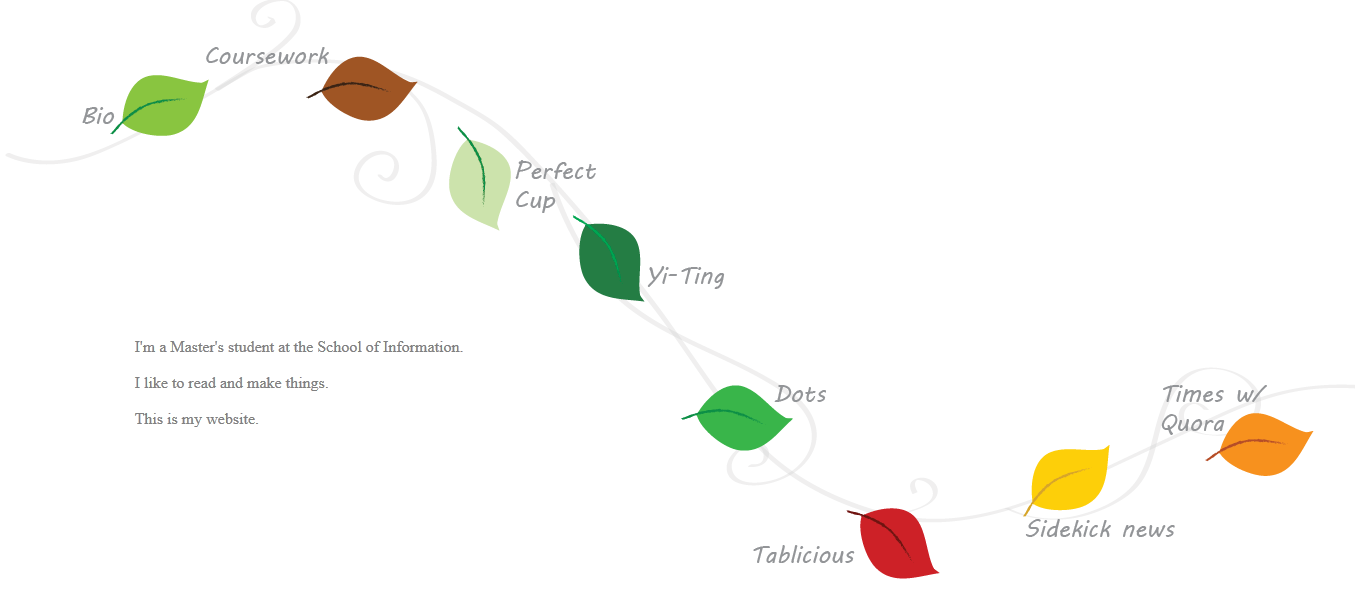 Coursework
Bio
Perfect
Cup
Yi-Ting
I'm a Master's student at the School of Information.
I like to read and make things.
This is my website.
Dots
Times w/
Quora
Sidekick news
Tablicious